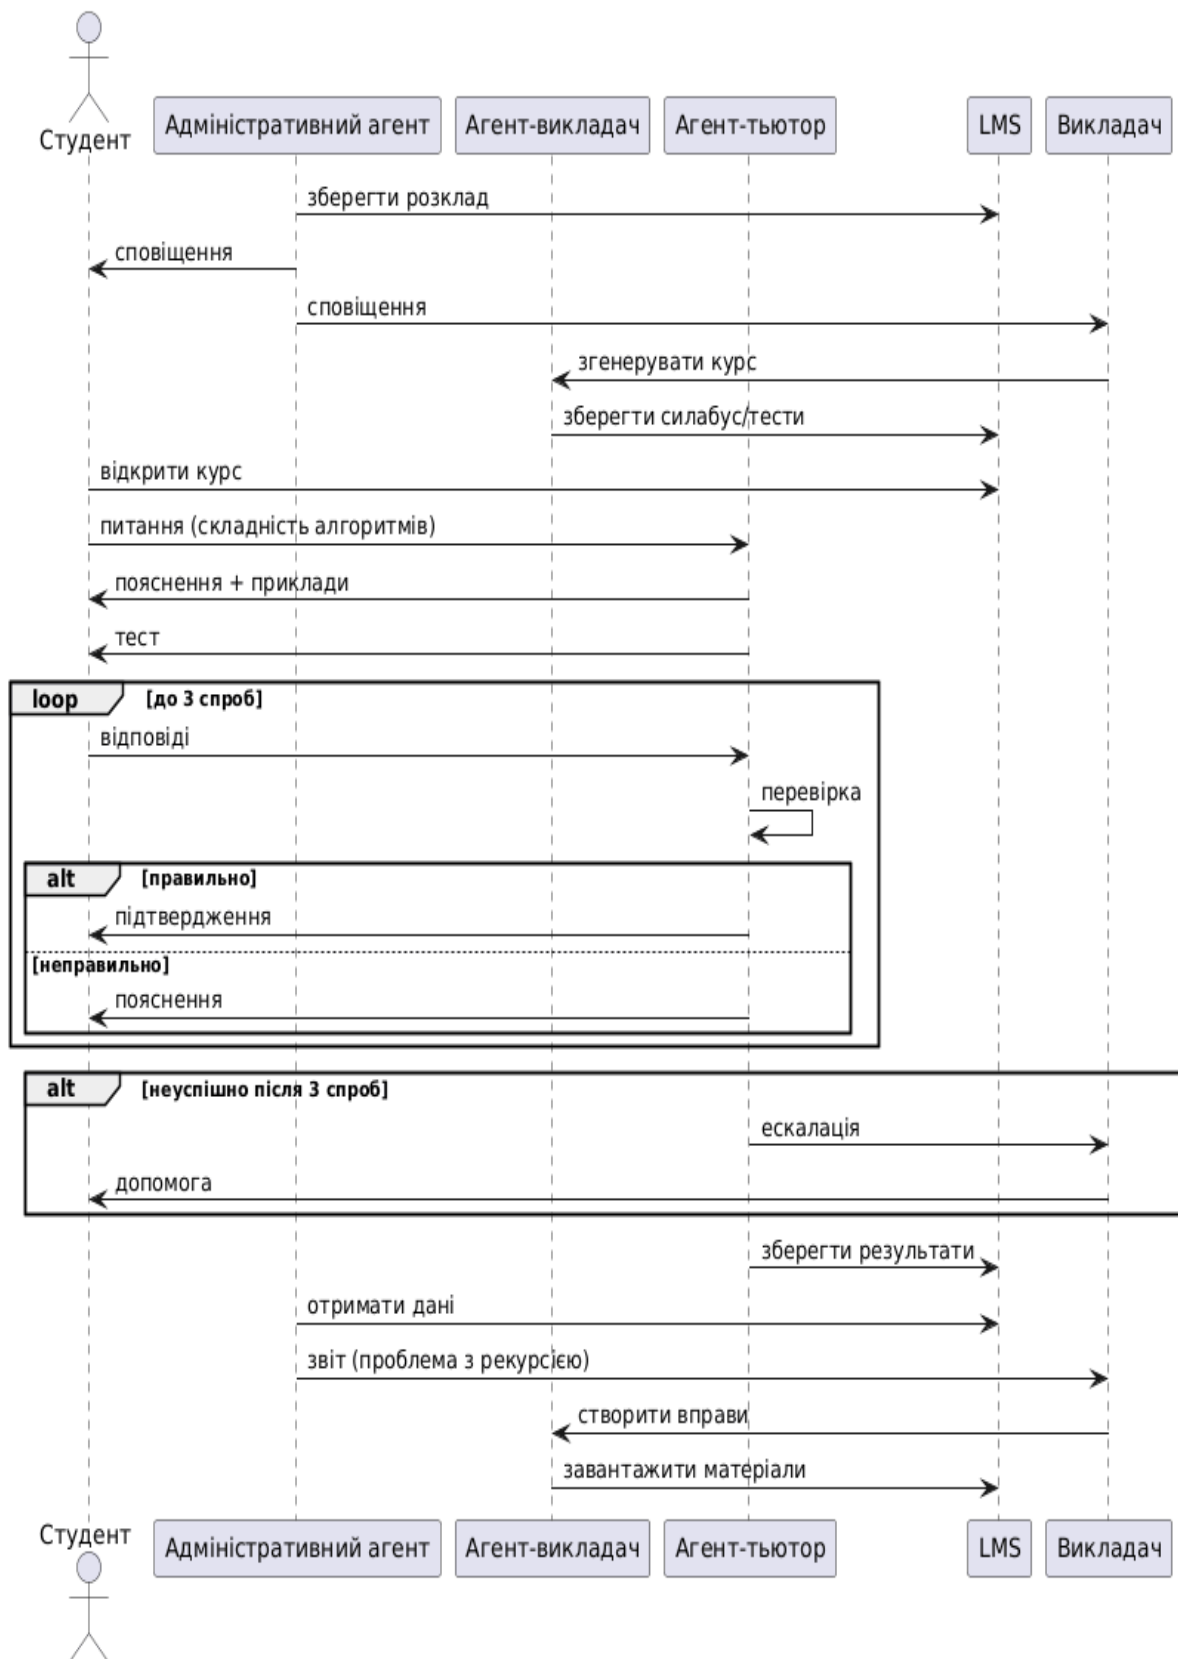 Студент
Адміністративний агент
Агент-викладач
Агент-тьютор
LMS
Викладач
зберегти розклад
сповіщення
сповіщення
згенерувати курс
зберегти силабус/тести
відкрити курс
питання (складність алгоритмів)
пояснення + приклади
тест
loop [до 3 спроб]
відповіді
перевірка
alt [правильно]
підтвердження
[неправильно]
пояснення
alt [неуспішно після 3 спроб]
ескалація
допомога
зберегти результати
отримати дані
звіт (проблема з рекурсією)
створити вправи
завантажити матеріали
Студент
Адміністративний агент
Агент-викладач
Агент-тьютор
LMS
Викладач